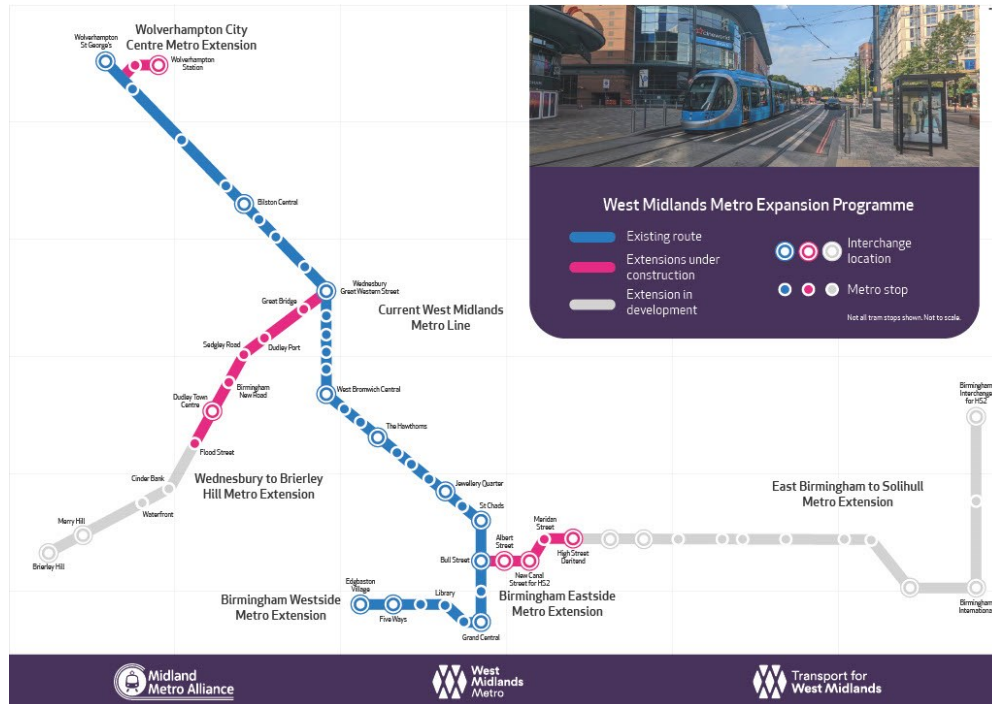 Wolverhampton
St George's
Wolverhampton City
Centre Metro Extension
Wolverhampton
Station
Bilston Central
Wednesbury
Great Western Street
Great Bridge
Current West Midlands
Metro Line
Sedgley Road
Dudley Port
Birmingham
New Road
Dudley Town
Centre
Flood Street
West Bromwich Central
The Hawthorns
Cinder Bank
Wednesbury to Brierley
Hill Metro Extension
Waterfront
Merry Hill
Brierley Hill
Jewellery Quarter
St Chads
Bull Street
Albert
Street
Meridan
Street
High Street
Deritend
New Canal
Street for HS2
Birmingham Eastside
Metro Extension
Edgbaston
Village
Five Ways
Library
Grand Central
Birmingham Westside
Metro Extension
East Birmingham to Solihull
Metro Extension
Birmingham
Interchange
for HS2
Birmingham
International
cineworld
West Midlands Metro Expansion Programme
Existing route
Extensions under
construction
Extension in
development
Interchange
location
Metro stop
Not all tram stops shown. Not to scale.
Midland
Metro Alliance
West
Midlands
Metro
Transport for
West Midlands